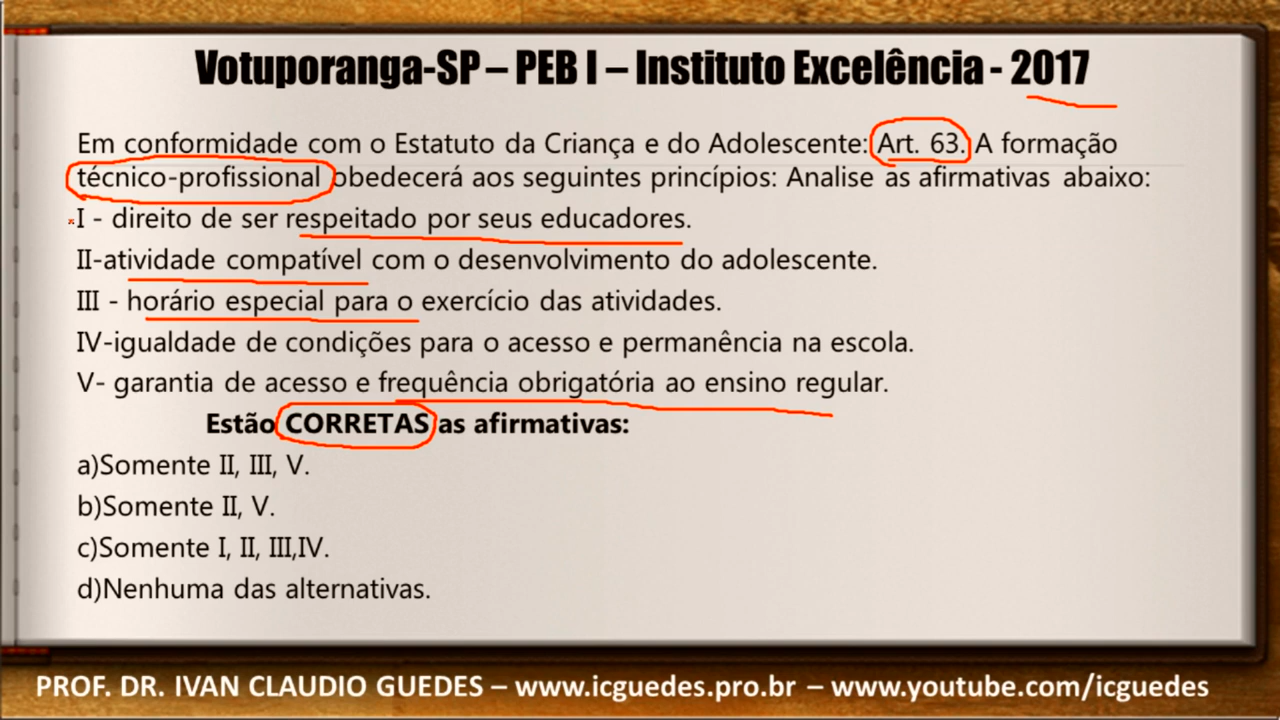 Votuporanga-SP – PEB I – Instituto Excelência - 2017
Em conformidade com o Estatuto da Criança e do Adolescente: Art. 63. A formação
técnico-profissional obedecerá aos seguintes princípios: Analise as afirmativas abaixo:
I - direito de ser respeitado por seus educadores.
II-atividade compatível com o desenvolvimento do adolescente.
III - horário especial para o exercício das atividades.
IV-igualdade de condições para o acesso e permanência na escola.
V- garantia de acesso e frequência obrigatória ao ensino regular.
Estão CORRETAS as afirmativas:
a)Somente II, III, V.
b)Somente II, V.
c)Somente I, II, III,IV.
d)Nenhuma das alternativas.
PROF. DR. IVAN CLAUDIO GUEDES – www.icguedes.pro.br – www.youtube.com/icguedes